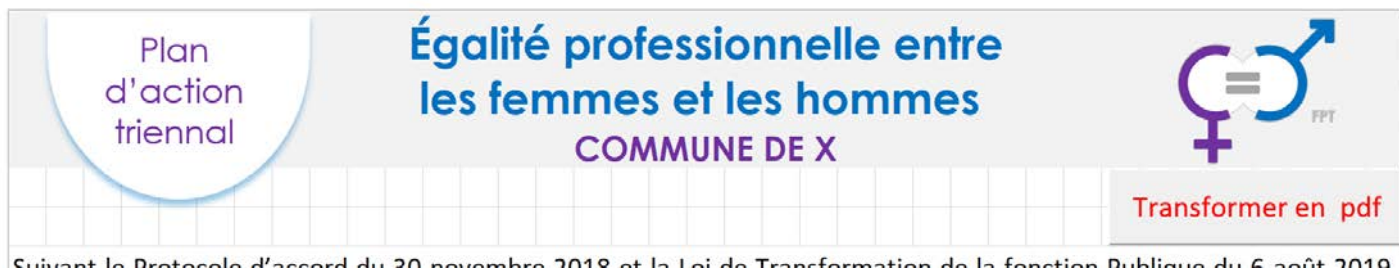 Plan
d'action
triennal
Égalité professionnelle entre
les femmes et les hommes
COMMUNE DE X
FPT
Transformer en pdf
Suivant le Protocole d'accord du 30 novembre 2018 et la Loi de Transformation de la fonction Publique du 6 août 2019